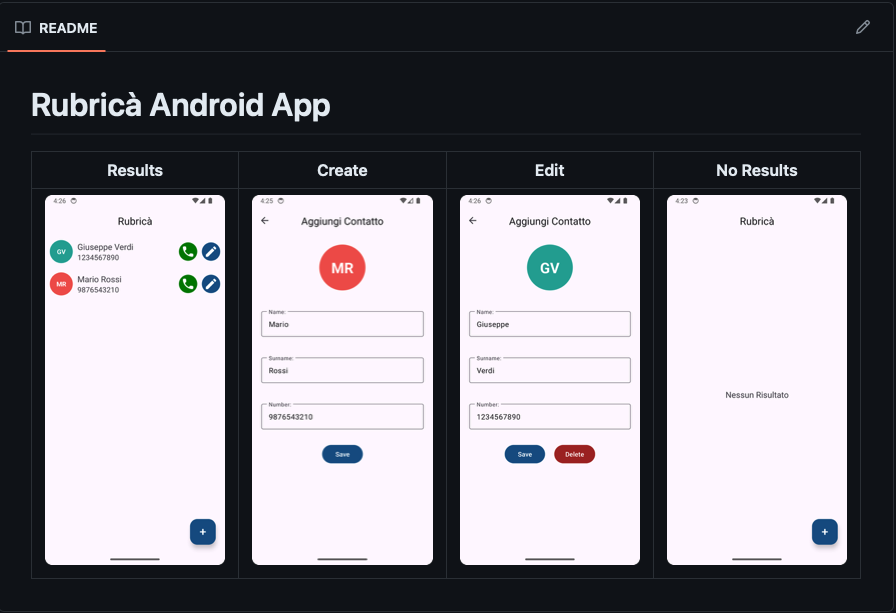 README
Rubricà Android App
Results
Create
Edit
No Results
4:26
Rubricà
GV
Giuseppe Verdi
1234567890
MR
Mario Rossi
9876543210
+
4:25
Aggiungi Contatto
MR
Name:
Mario
Surname:
Rossi
Number:
9876543210
Save
4:26
Aggiungi Contatto
GV
Name:
Giuseppe
Surname:
Verdi
Number:
1234567890
Save Delete
4:23
Rubricà
Nessun Risultato
+